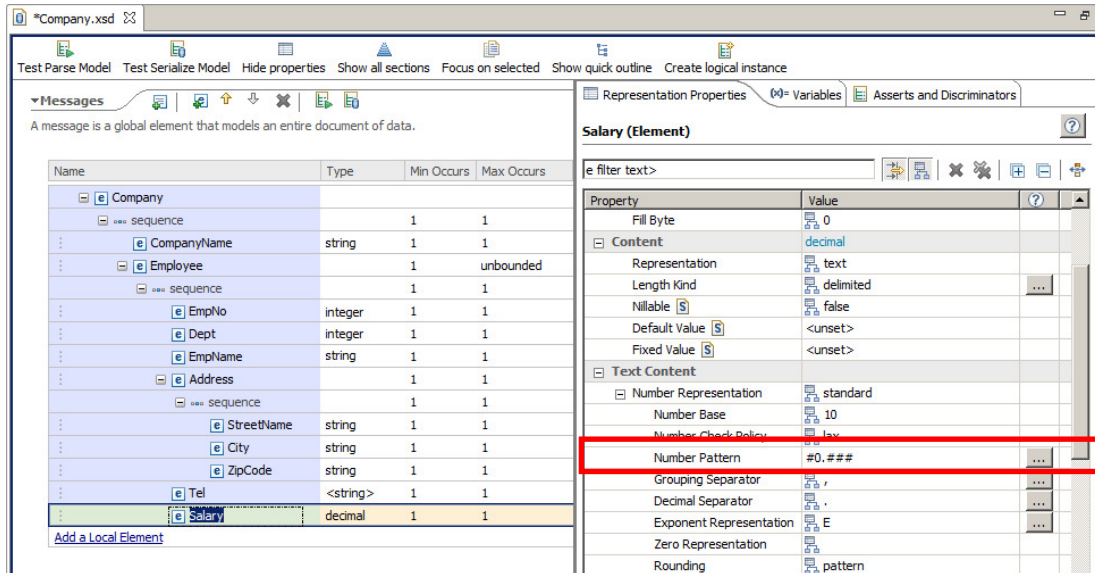 *Company.xsd
Test Parse Model Test Serialize Model Hide properties Show all sections Focus on selected Show quick outline Create logical instance
Messages
A message is a global element that models an entire document of data.
Name Type Min Occurs Max Occurs
e Company
sequence 1 1
e CompanyName string 1 1
e Employee 1 unbounded
sequence 1 1
e EmpNo integer 1 1
e Dept integer 1 1
e EmpName string 1 1
e Address 1 1
sequence 1 1
e StreetName string 1 1
e City string 1 1
e ZipCode string 1 1
e Tel <string> 1 1
e Salary decimal 1 1
Add a Local Element
Representation Properties (x)= Variables Asserts and Discriminators
Salary (Element)
e filter text>
Property Value
Fill Byte 0
Content decimal
Representation text
Length Kind delimited ...
Nillable S false
Default Value S <unset>
Fixed Value S <unset>
Text Content
Number Representation standard
Number Base 10
Number Check Policy lax
Number Pattern #0.### ...
Grouping Separator , ...
Decimal Separator . ...
Exponent Representation E ...
Zero Representation
Rounding pattern